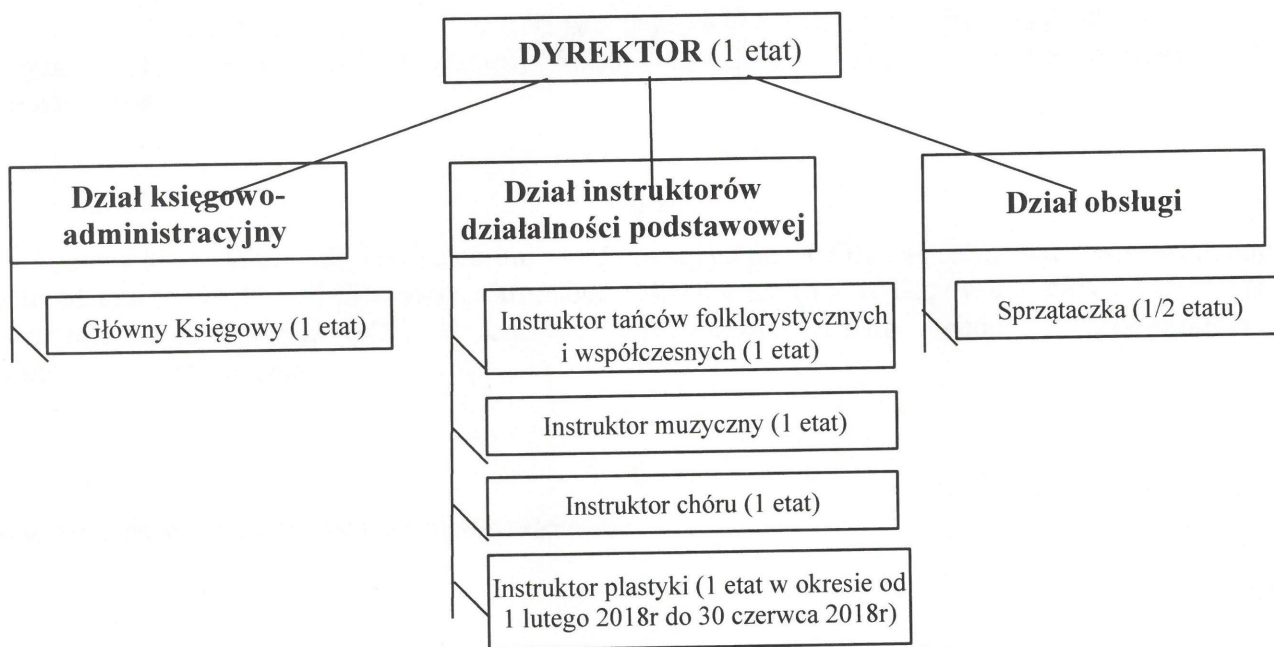 DYREKTOR (1 etat)
Dział księgowo-
administracyjny
Główny Księgowy (1 etat)
Dział instruktorów
działalności podstawowej
Instruktor tańców folklorystycznych
i współczesnych (1 etat)
Instruktor muzyczny (1 etat)
Instruktor chóru (1 etat)
Instruktor plastyki (1 etat w okresie od
1 lutego 2018r do 30 czerwca 2018r)
Dział obsługi
Sprzątaczka (1/2 etatu)